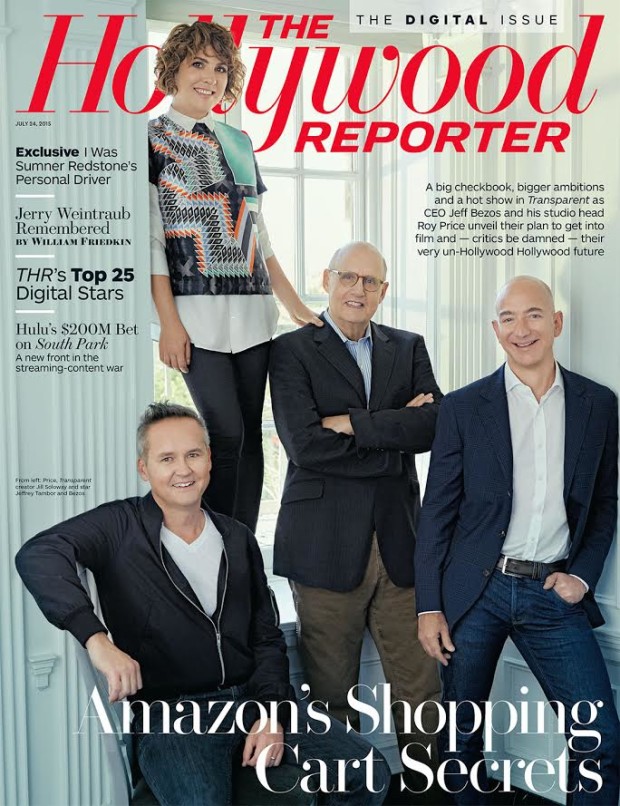 THE DIGITAL ISSUE
THE
Hollywood
REPORTER
JULY 24, 2015
Exclusive I Was
Sumner Redstone's
Personal Driver
Jerry Weintraub
Remembered
BY WILLIAM FRIEDKIN
THR's Top 25
Digital Stars
Hulu's $200M Bet
on South Park
A new front in the
streaming-content war
A big checkbook, bigger ambitions
and a hot show in Transparent as
CEO Jeff Bezos and his studio head
Roy Price unveil their plan to get into
film and — critics be damned — their
very un-Hollywood Hollywood future
From left: Price, Transparent
creator Jill Soloway and star
Jeffrey Tambor and Bezos.
Amazon's Shopping
Cart Secrets